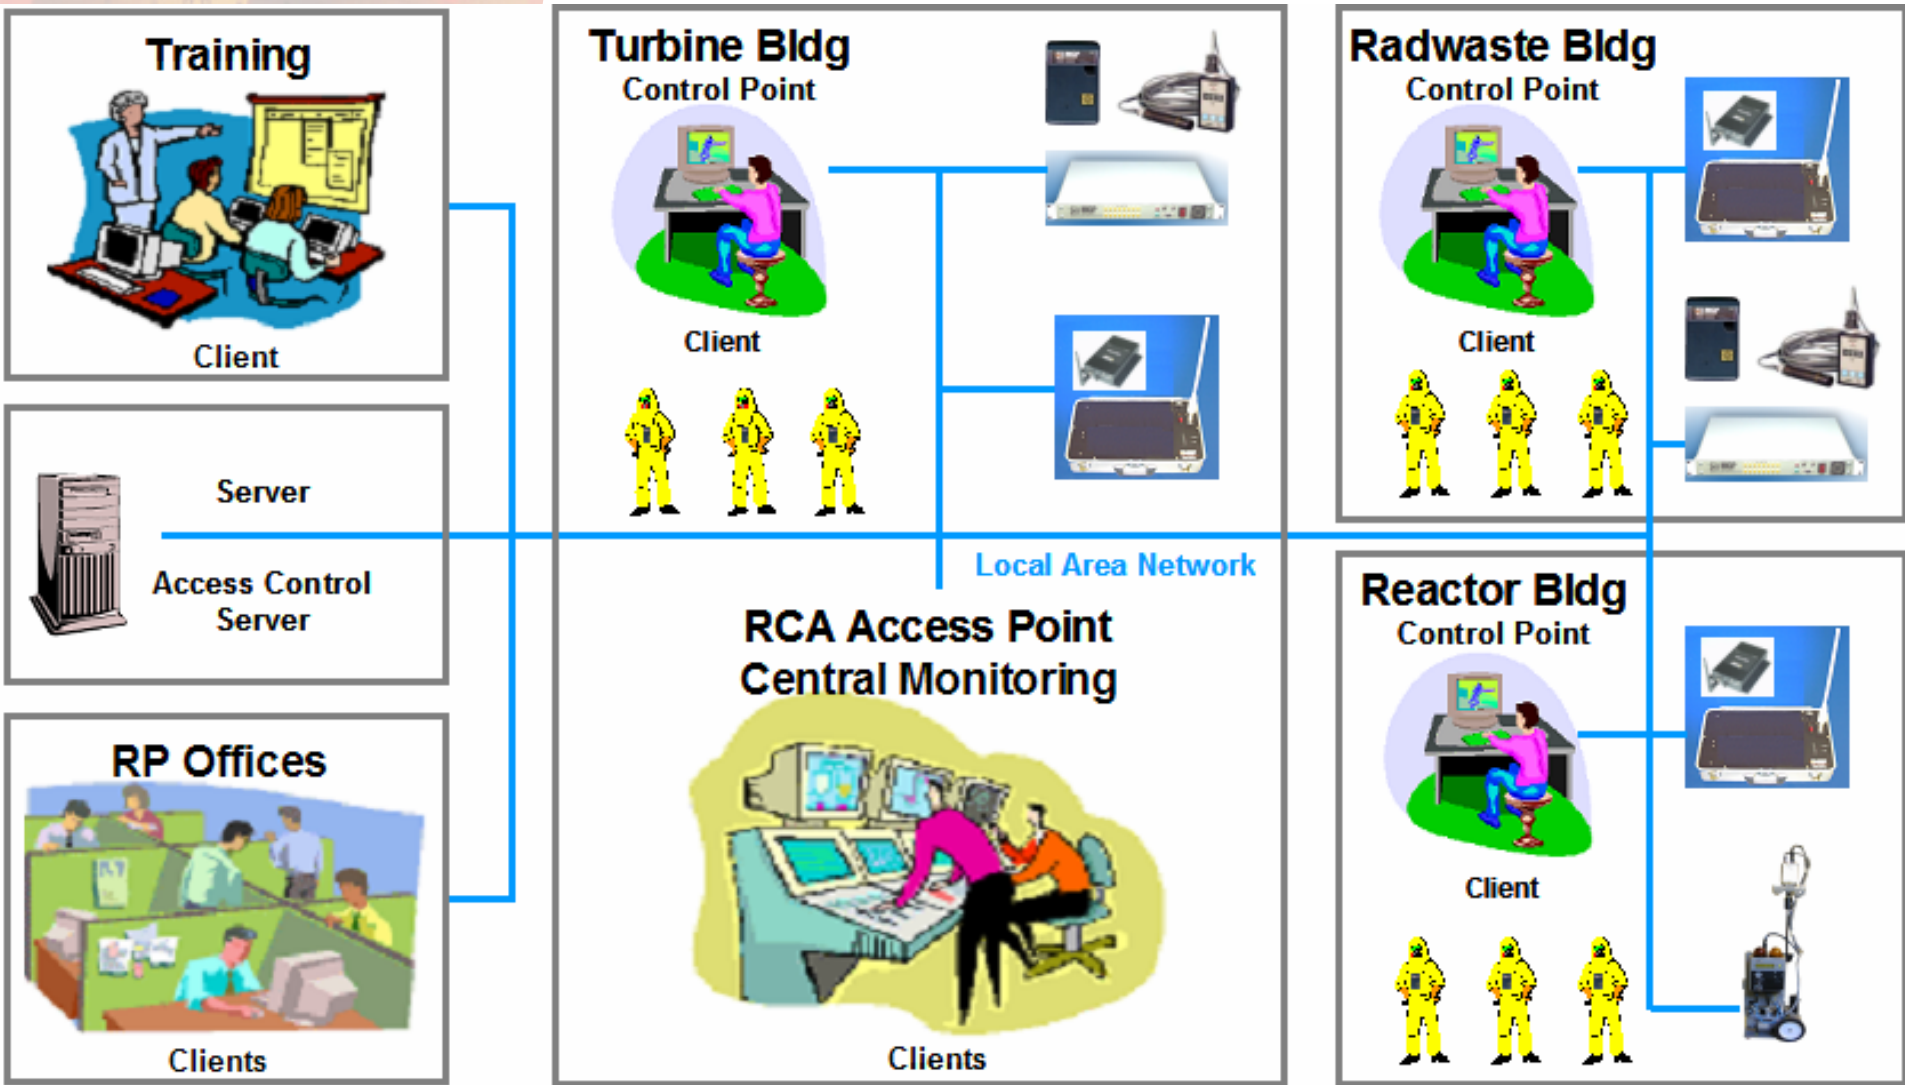 Training
Client
Server
Access Control
Server
RP Offices
Clients
Turbine Bldg
Control Point
Client
Local Area Network
RCA Access Point
Central Monitoring
Clients
Radwaste Bldg
Control Point
Client
Reactor Bldg
Control Point
Client